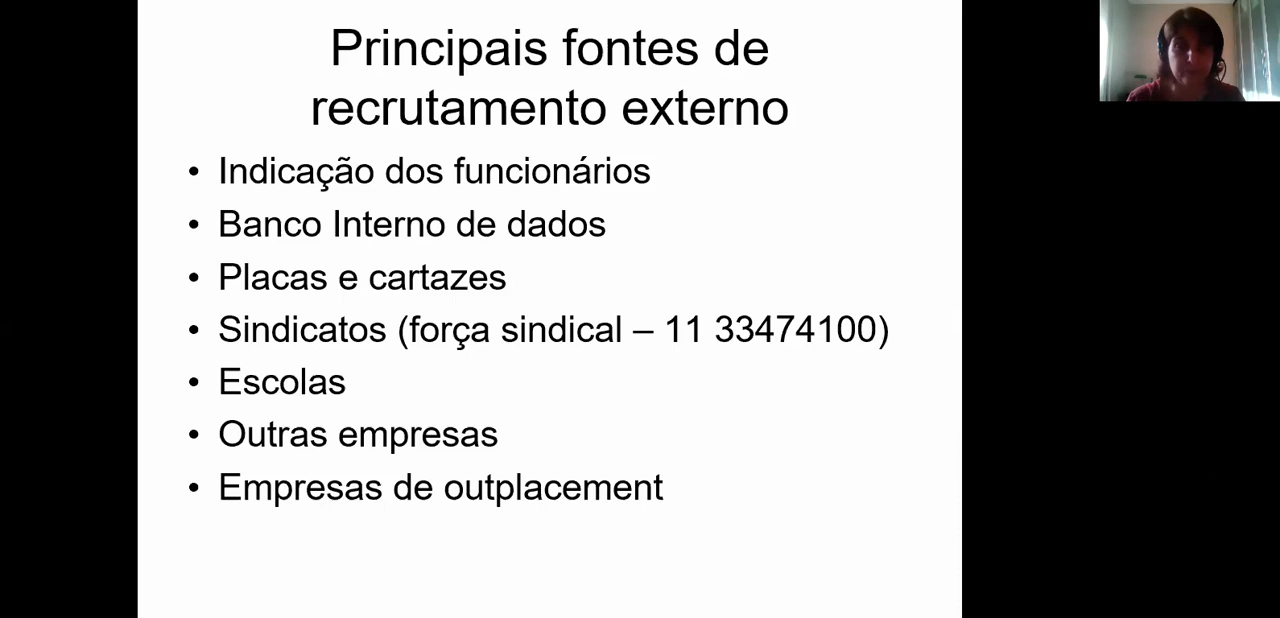 Principais fontes de
recrutamento externo
• Indicação dos funcionários
• Banco Interno de dados
• Placas e cartazes
• Sindicatos (força sindical – 11 33474100)
• Escolas
• Outras empresas
• Empresas de outplacement